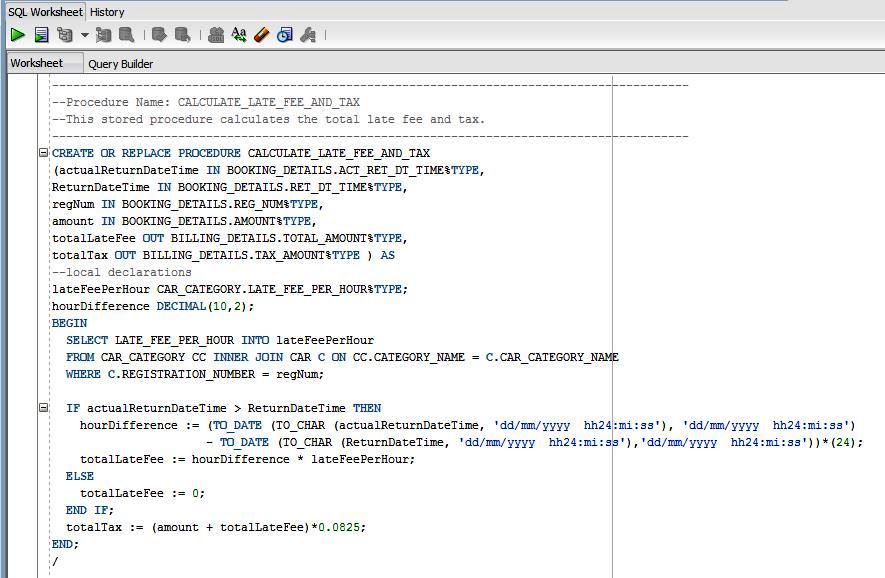 SQL Worksheet History
Worksheet Query Builder
------------------------------------------------------------------------------------------
--Procedure Name: CALCULATE_LATE_FEE_AND_TAX
--This stored procedure calculates the total late fee and tax.
------------------------------------------------------------------------------------------
CREATE OR REPLACE PROCEDURE CALCULATE_LATE_FEE_AND_TAX
(actualReturnDateTime IN BOOKING_DETAILS.ACT_RET_DT_TIME%TYPE,
ReturnDateTime IN BOOKING_DETAILS.RET_DT_TIME%TYPE,
regNum IN BOOKING_DETAILS.REG_NUM%TYPE,
amount IN BOOKING_DETAILS.AMOUNT%TYPE,
totalLateFee OUT BILLING_DETAILS.TOTAL_AMOUNT%TYPE,
totalTax OUT BILLING_DETAILS.TAX_AMOUNT%TYPE ) AS
--local declarations
lateFeePerHour CAR_CATEGORY.LATE_FEE_PER_HOUR%TYPE;
hourDifference DECIMAL(10,2);
BEGIN
  SELECT LATE_FEE_PER_HOUR INTO lateFeePerHour
  FROM CAR_CATEGORY CC INNER JOIN CAR C ON CC.CATEGORY_NAME = C.CAR_CATEGORY_NAME
  WHERE C.REGISTRATION_NUMBER = regNum;
  IF actualReturnDateTime > ReturnDateTime THEN
    hourDifference := (TO_DATE (TO_CHAR (actualReturnDateTime, 'dd/mm/yyyy  hh24:mi:ss'), 'dd/mm/yyyy  hh24:mi:ss')
                      - TO_DATE (TO_CHAR (ReturnDateTime, 'dd/mm/yyyy  hh24:mi:ss'),'dd/mm/yyyy  hh24:mi:ss'))*(24);
    totalLateFee := hourDifference * lateFeePerHour;
  ELSE
    totalLateFee := 0;
  END IF;
  totalTax := (amount + totalLateFee)*0.0825;
END;
/